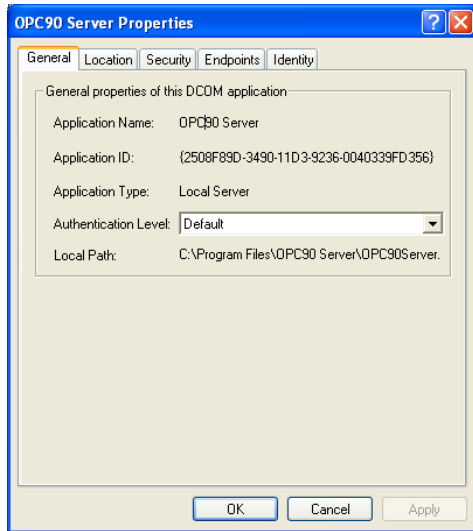 OPC90 Server Properties
General Location Security Endpoints Identity
General properties of this DCOM application
Application Name: OPC90 Server
Application ID: {2508F89D-3490-11D3-9236-0040339FD356}
Application Type: Local Server
Authentication Level: Default
Local Path: C:\Program Files\OPC90 Server\OPC90Server.
OK Cancel Apply